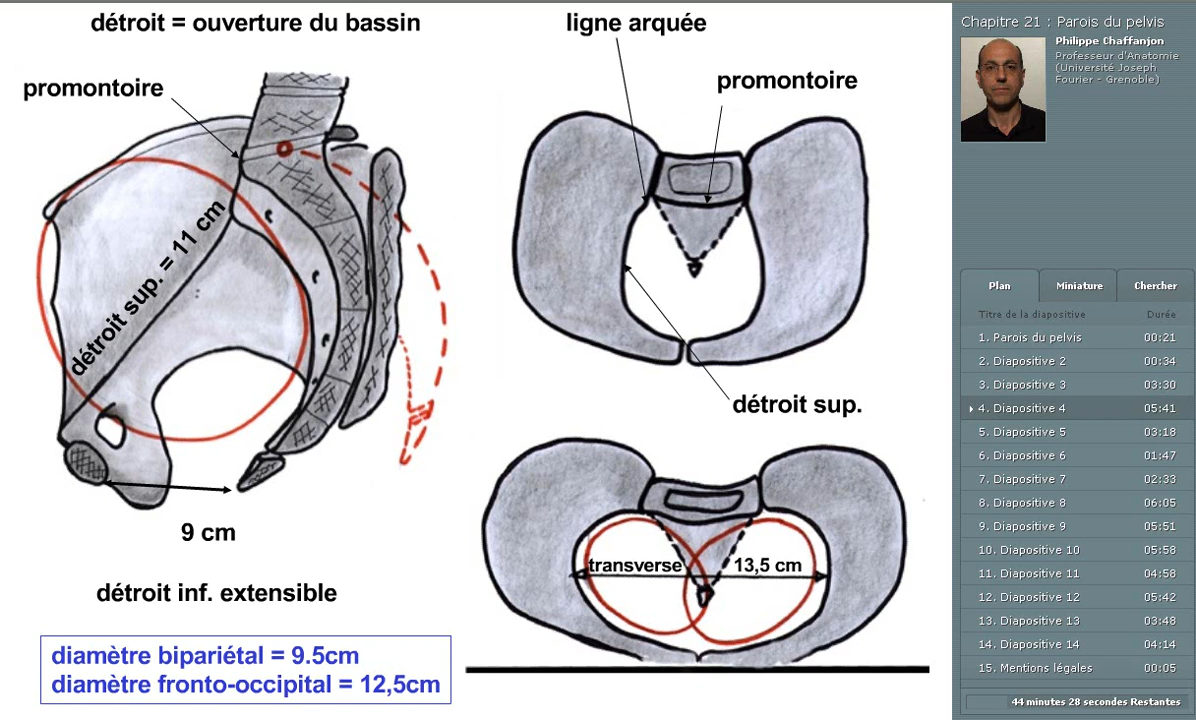 détroit = ouverture du bassin
promontoire
détroit sup. = 11 cm
9 cm
détroit inf. extensible
diamètre bipariétal = 9.5cm
diamètre fronto-occipital = 12,5cm
ligne arquée
promontoire
détroit sup.
transverse 13,5 cm
Chapitre 21 : Parois du pelvis
Philippe Chaffanjon
Professeur d'Anatomie
(Université Joseph
Fourier - Grenoble)
Plan Miniature Chercher
Titre de la diapositive Durée
1. Parois du pelvis 00:21
2. Diapositive 2 00:34
3. Diapositive 3 03:30
4. Diapositive 4 05:41
5. Diapositive 5 03:18
6. Diapositive 6 01:47
7. Diapositive 7 02:33
8. Diapositive 8 06:05
9. Diapositive 9 05:51
10. Diapositive 10 05:58
11. Diapositive 11 04:58
12. Diapositive 12 05:42
13. Diapositive 13 03:48
14. Diapositive 14 04:14
15. Mentions légales 00:05
44 minutes 28 secondes Restantes